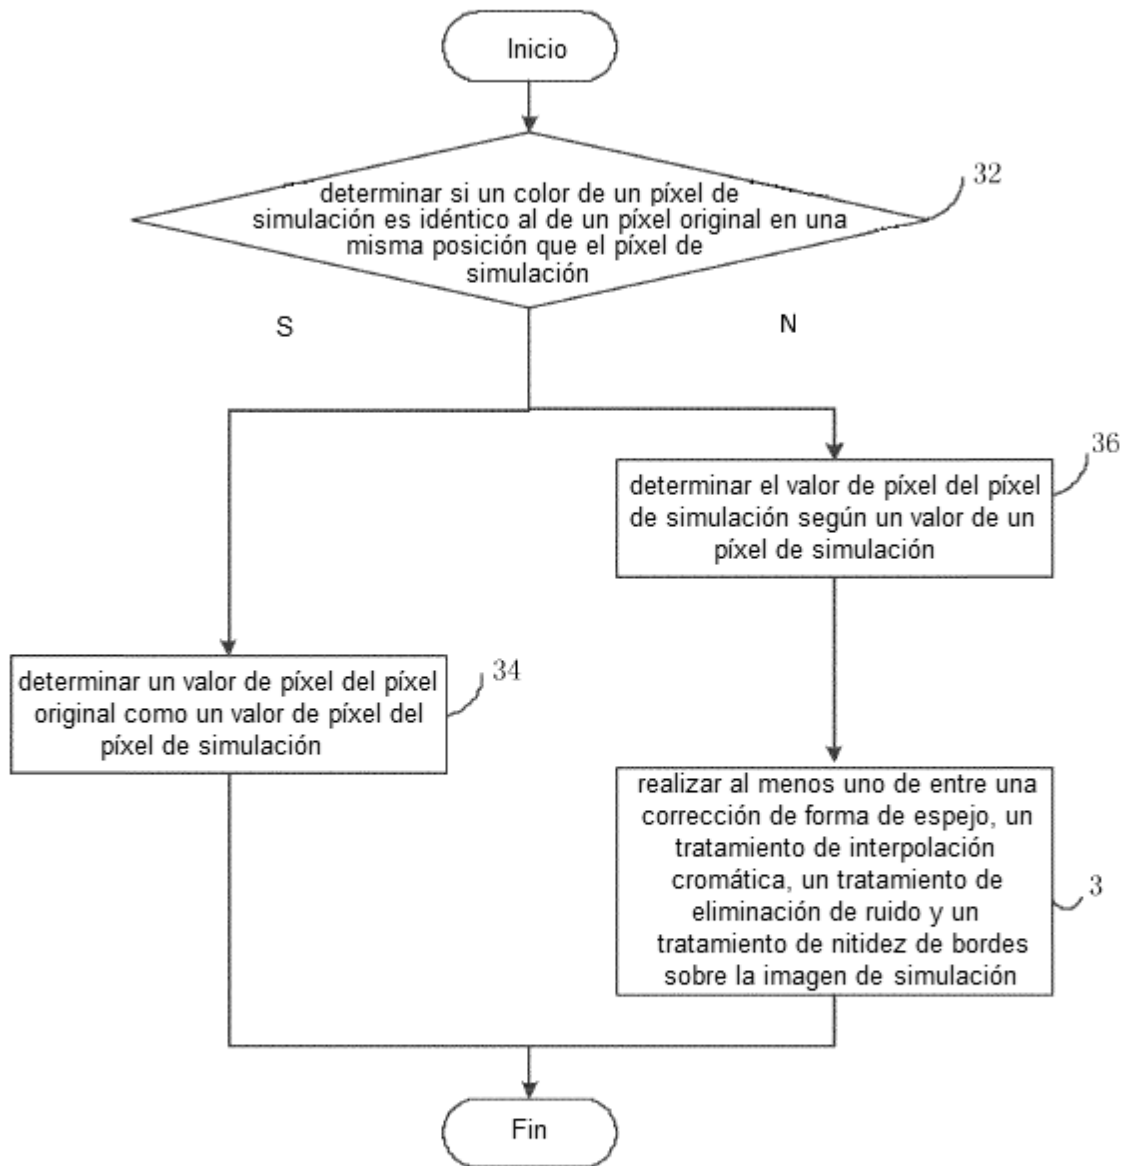 Inicio
determinar si un color de un píxel de
simulación es idéntico al de un píxel original en una
misma posición que el píxel de
simulación
32
S
N
36
determinar el valor de píxel del píxel
de simulación según un valor de un
píxel de simulación
determinar un valor de píxel del píxel
original como un valor de píxel del
píxel de simulación
34
realizar al menos uno de entre una
corrección de forma de espejo, un
tratamiento de interpolación
cromática, un tratamiento de
eliminación de ruido y un
tratamiento de nitidez de bordes
sobre la imagen de simulación
3
Fin